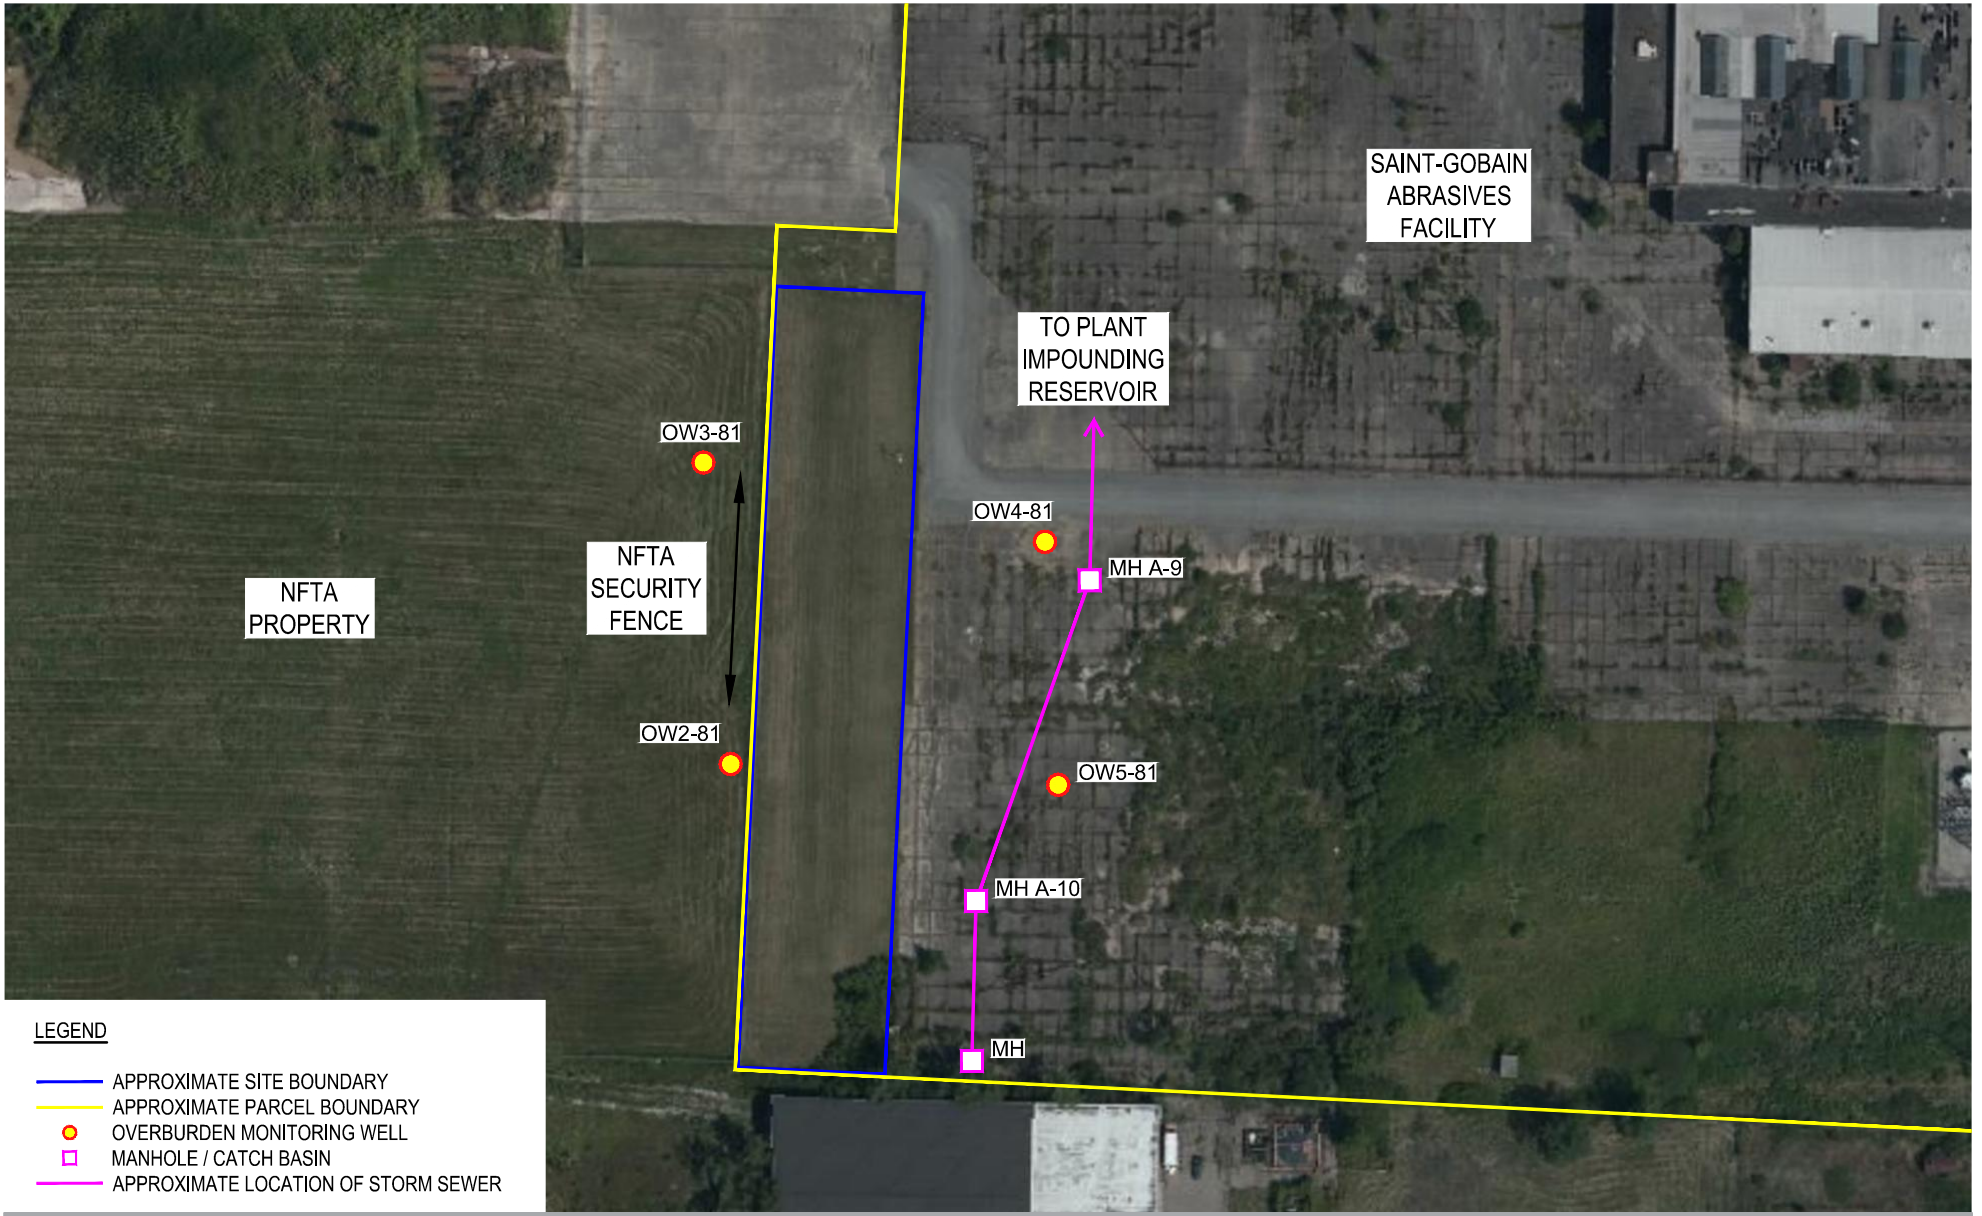 SAINT-GOBAIN
ABRASIVES
FACILITY
TO PLANT
IMPOUNDING
RESERVOIR
OW3-81
OW4-81
NFTA
SECURITY
FENCE
MH A-9
NFTA
PROPERTY
OW2-81
OW5-81
MH A-10
MH
LEGEND
APPROXIMATE SITE BOUNDARY
APPROXIMATE PARCEL BOUNDARY
OVERBURDEN MONITORING WELL
MANHOLE / CATCH BASIN
APPROXIMATE LOCATION OF STORM SEWER